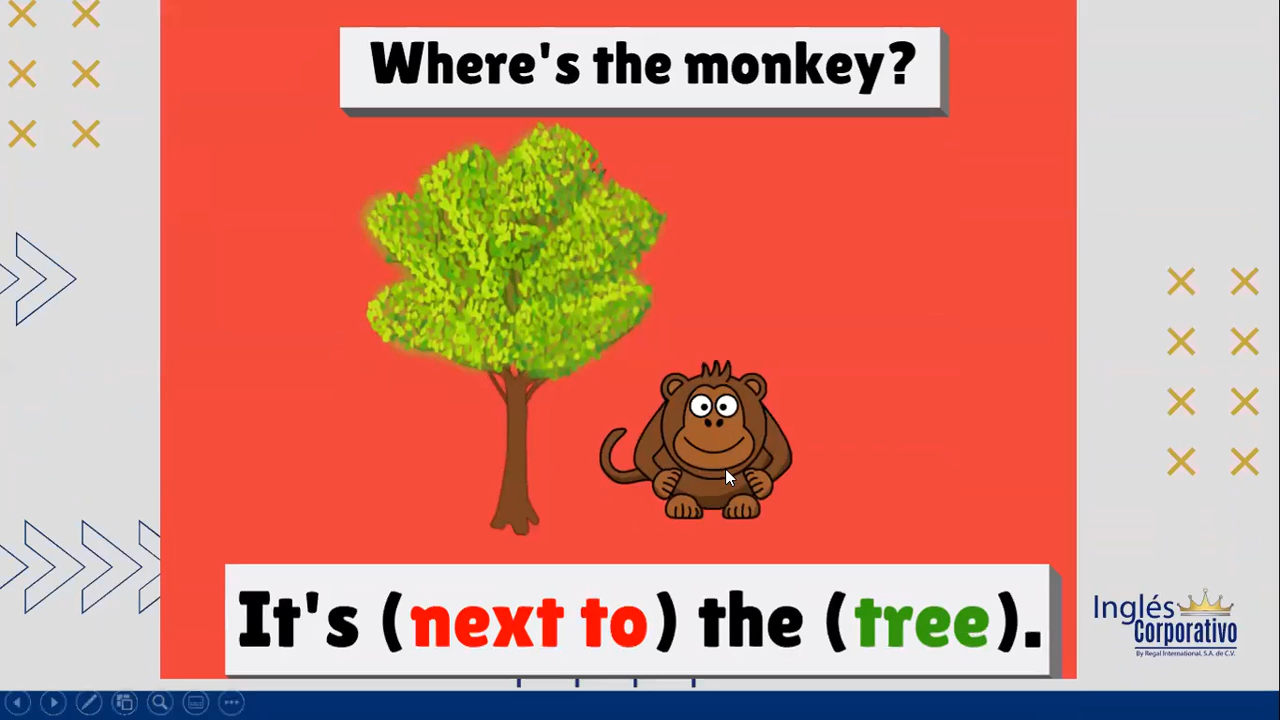 Where's the monkey?
It's (next to) the (tree).
Inglés
Corporativo
By Regal International, S.A. de C.V.